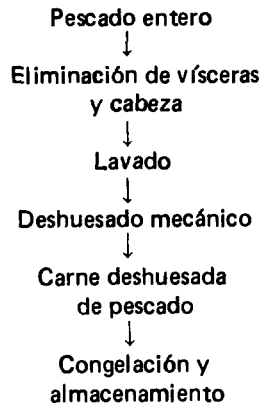 Pescado entero
↓
Eliminación de vísceras
y cabeza
↓
Lavado
↓
Deshuesado mecánico
↓
Carne deshuesada
de pescado
↓
Congelación y
almacenamiento